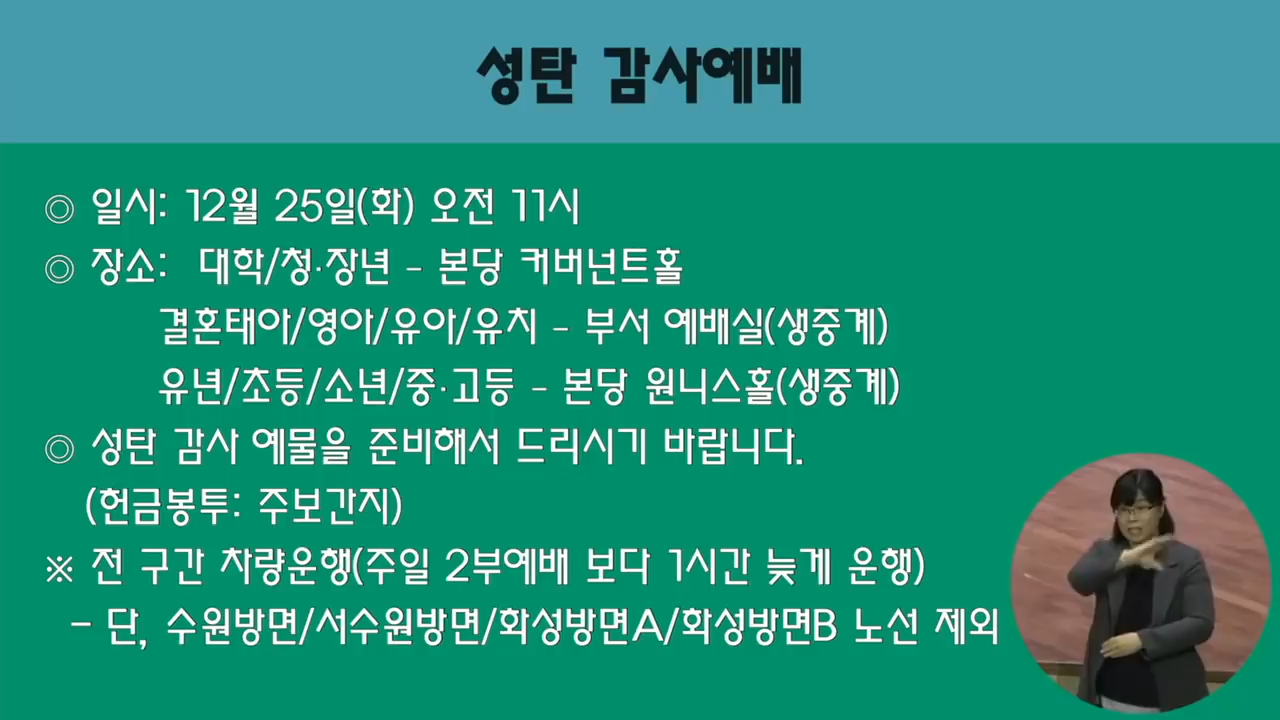 성탄 감사예배
◎ 일시: 12월 25일(화) 오전 11시
◎ 장소: 대학/청·장년 - 본당 커버넌트홀
결혼태아/영아/유아/유치 - 부서 예배실(생중계)
유년/초등/소년/중·고등 - 본당 원니스홀(생중계)
◎ 성탄 감사 예물을 준비해서 드리시기 바랍니다.
(헌금봉투: 주보간지)
※ 전 구간 차량운행(주일 2부예배 보다 1시간 늦게 운행)
- 단, 수원방면/서수원방면/화성방면A/화성방면B 노선 제외